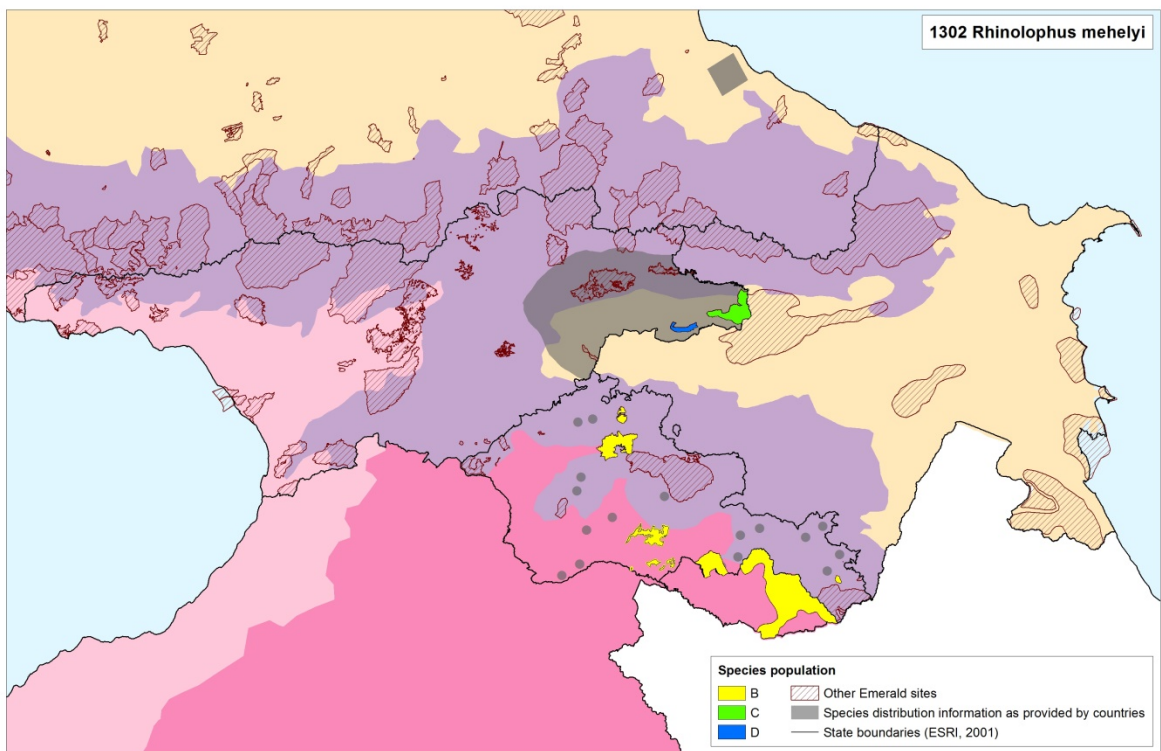 1302 Rhinolophus mehelyi
Species population
B
Other Emerald sites
C
Species distribution information as provided by countries
D
State boundaries (ESRI, 2001)